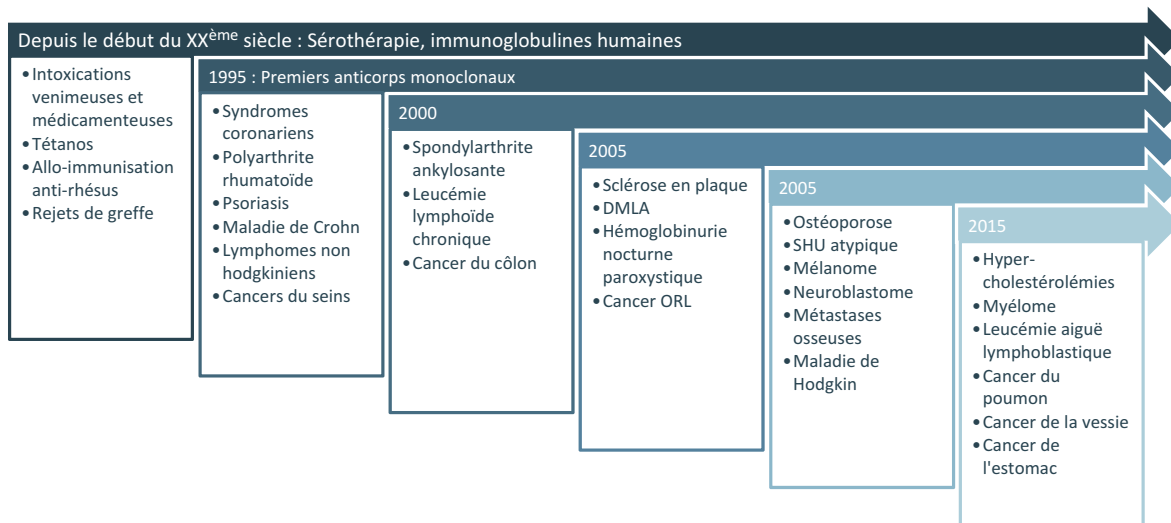 Depuis le début du XXème siècle : Sérothérapie, immunoglobulines humaines
•Intoxications
venimeuses et
médicamenteuses
•Tétanos
•Allo-immunisation
anti-rhésus
•Rejets de greffe
1995 : Premiers anticorps monoclonaux
•Syndromes
coronariens
•Polyarthrite
rhumatoïde
•Psoriasis
•Maladie de Crohn
•Lymphomes non
hodgkiniens
•Cancers du seins
2000
•Spondylarthrite
ankylosante
•Leucémie
lymphoïde
chronique
•Cancer du côlon
2005
•Sclérose en plaque
•DMLA
•Hémoglobinurie
nocturne
paroxystique
•Cancer ORL
2005
•Ostéoporose
•SHU atypique
•Mélanome
•Neuroblastome
•Métastases
osseuses
•Maladie de
Hodgkin
2015
•Hyper-
cholestérolémies
•Myélome
•Leucémie aiguë
lymphoblastique
•Cancer du
poumon
•Cancer de la vessie
•Cancer de
l'estomac